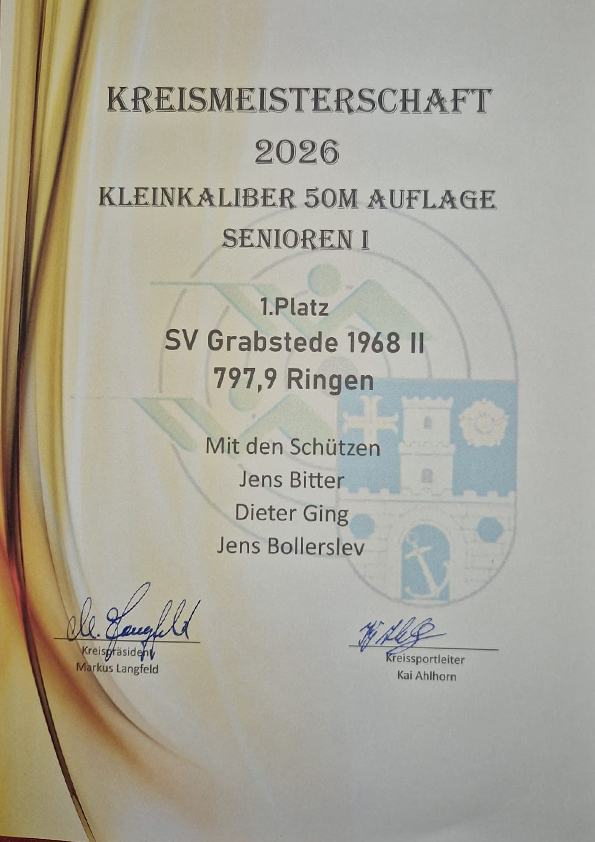 KREISMEISTERSCHAFT
2026
KLEINKALIBER 50M AUFLAGE
SENIOREN I
1.Platz
SV Grabstede 1968 II
797,9 Ringen
Mit den Schützen
Jens Bitter
Dieter Ging
Jens Bollerslev
M. Langfeld
Kreispräsident
Markus Langfeld
Kreissportleiter
Kai Ahlhorn